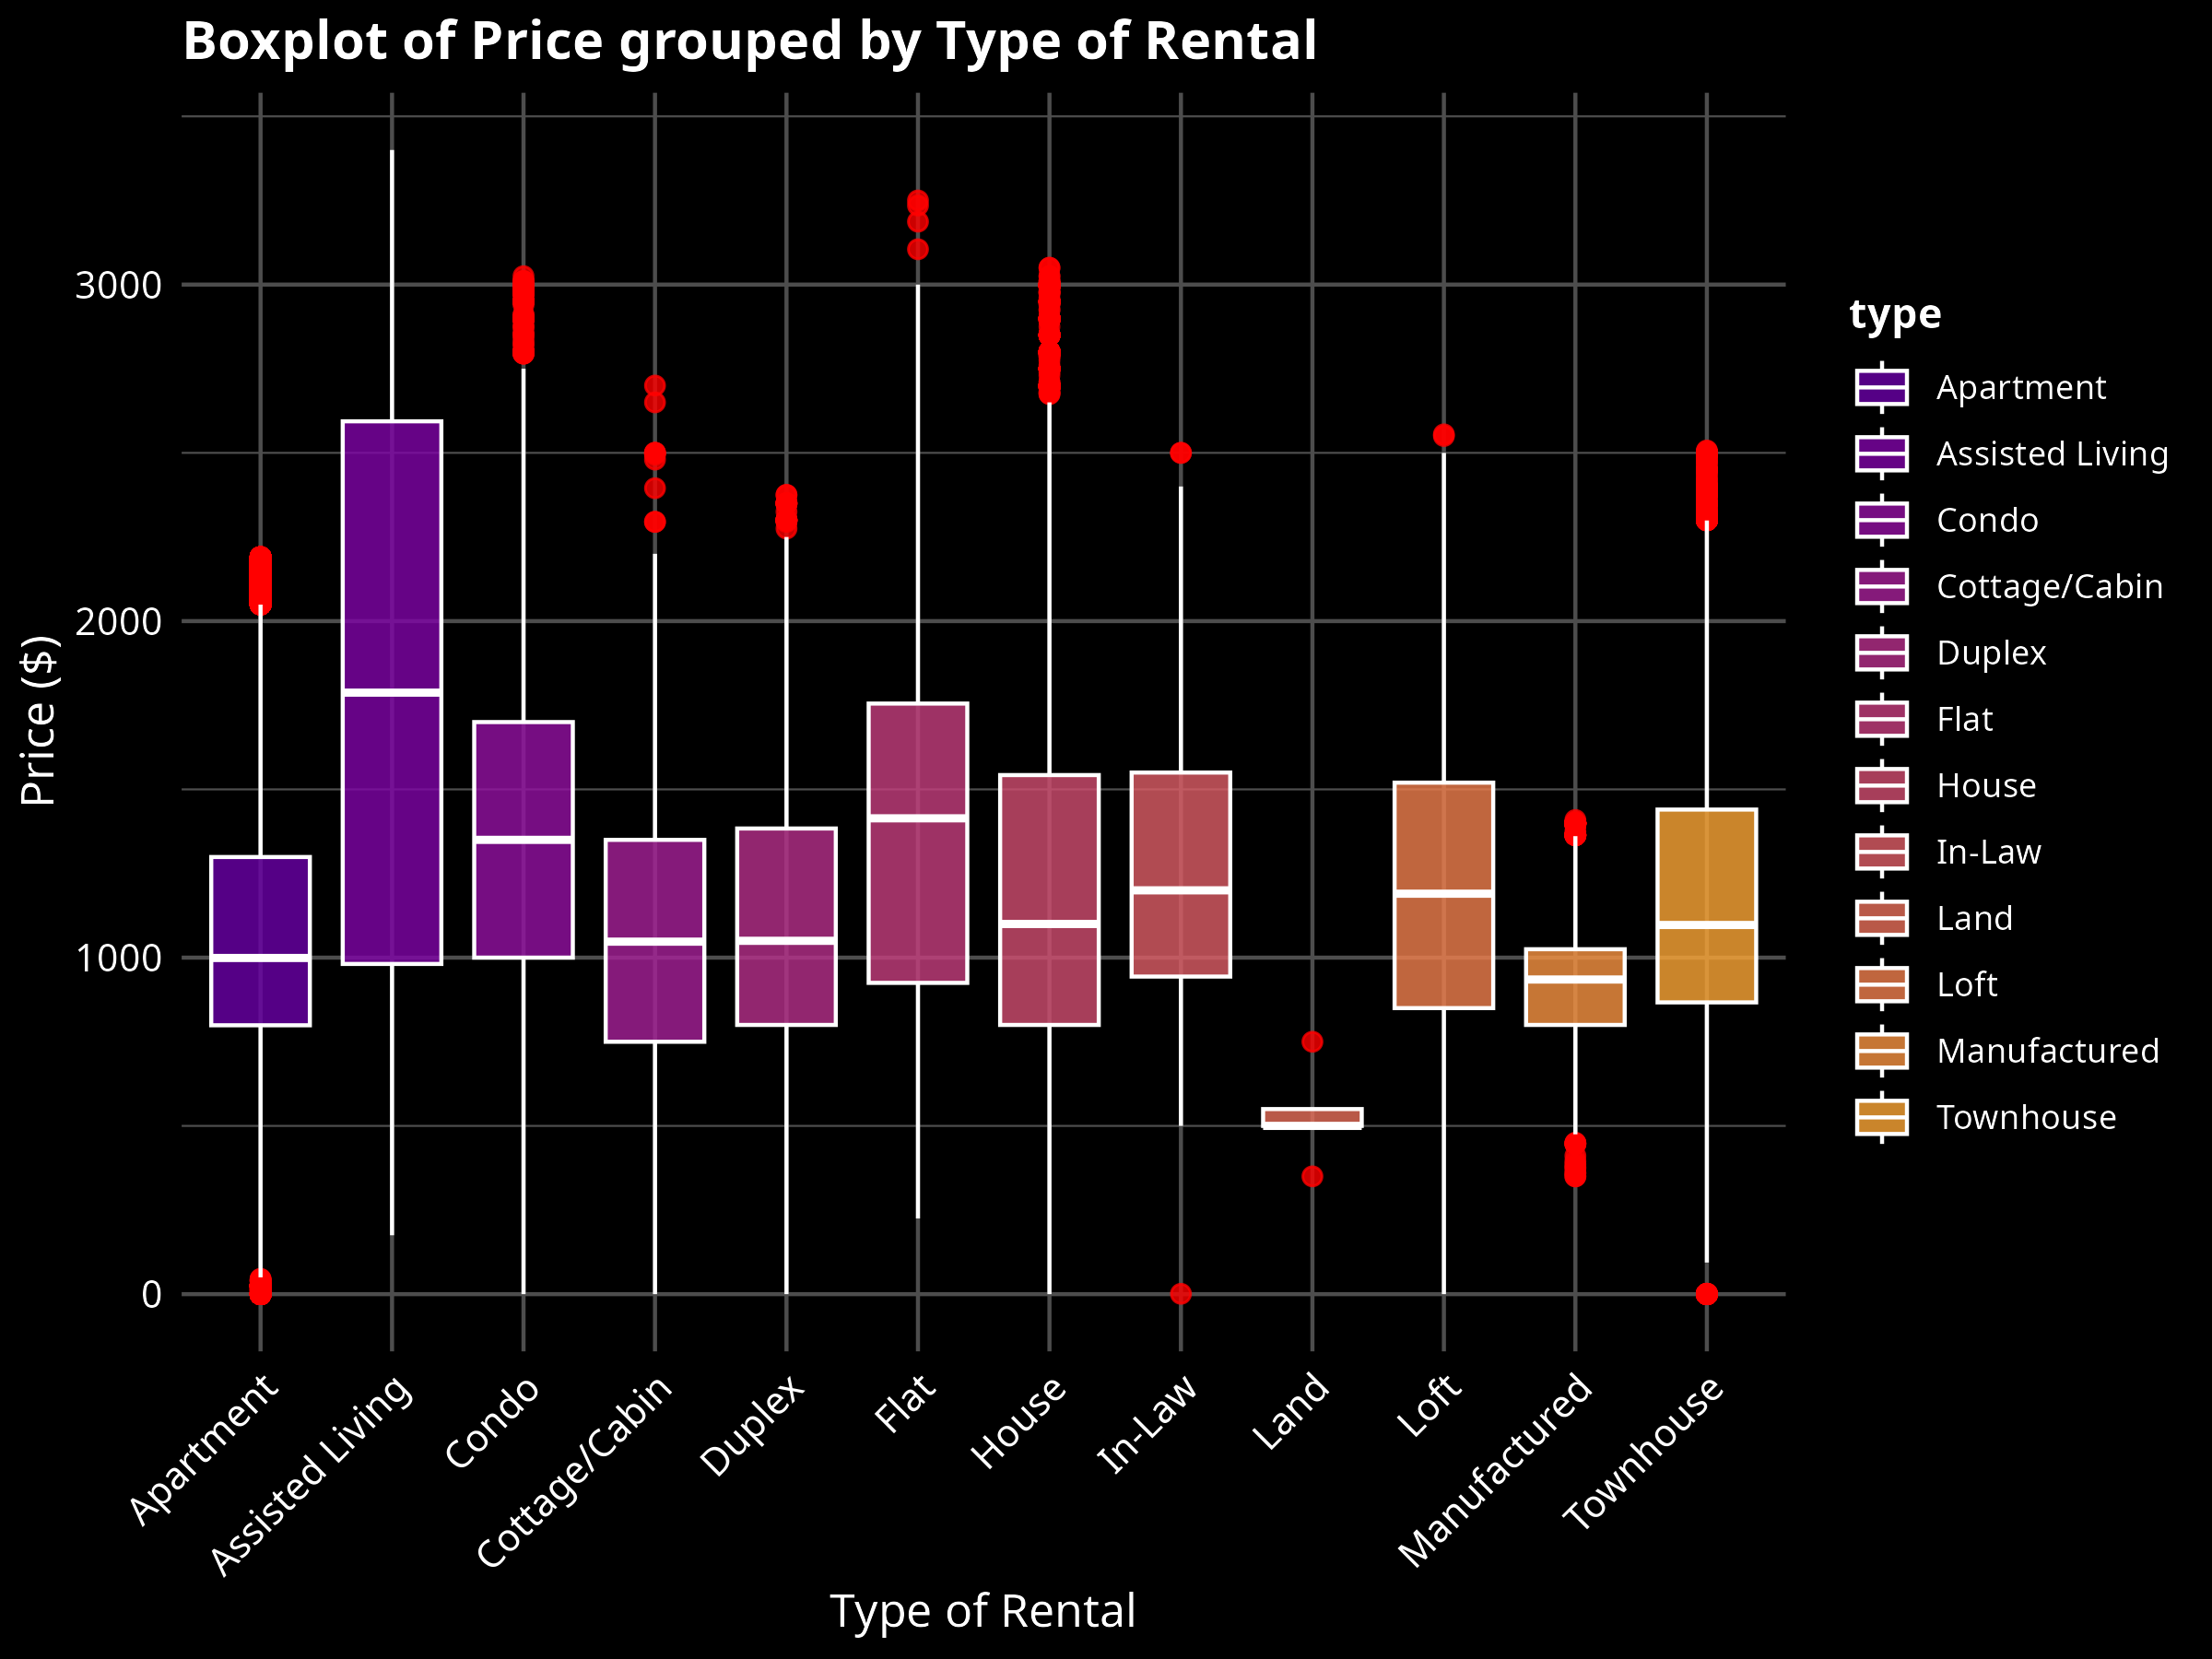 Boxplot of Price grouped by Type of Rental
Price ($)
3000
2000
1000
0
Apartment
Assisted Living
Condo
Cottage/Cabin
Duplex
Flat
House
In-Law
Land
Loft
Manufactured
Townhouse
Type of Rental
type
Apartment
Assisted Living
Condo
Cottage/Cabin
Duplex
Flat
House
In-Law
Land
Loft
Manufactured
Townhouse